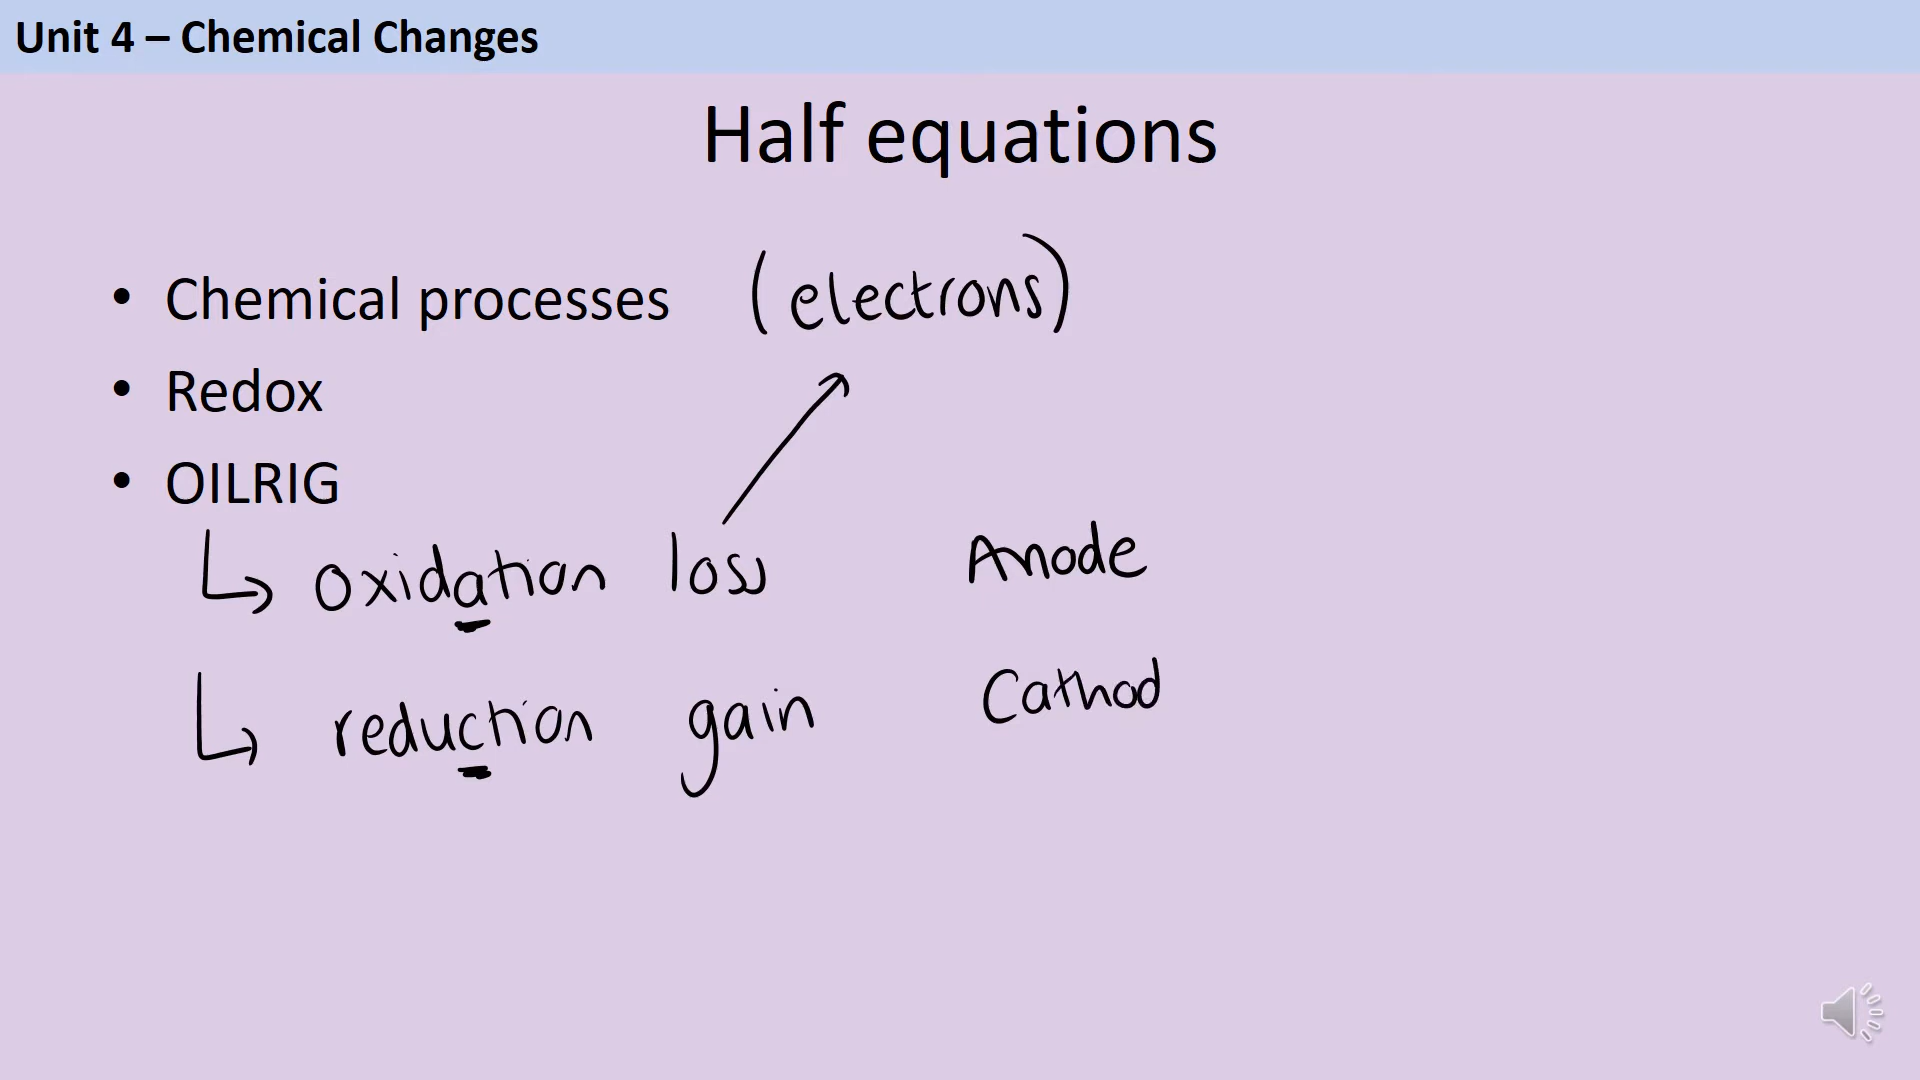 Unit 4 – Chemical Changes
Half equations
• Chemical processes (electrons)
• Redox
• OILRIG
oxidation loss Anode
reduction gain Cathod